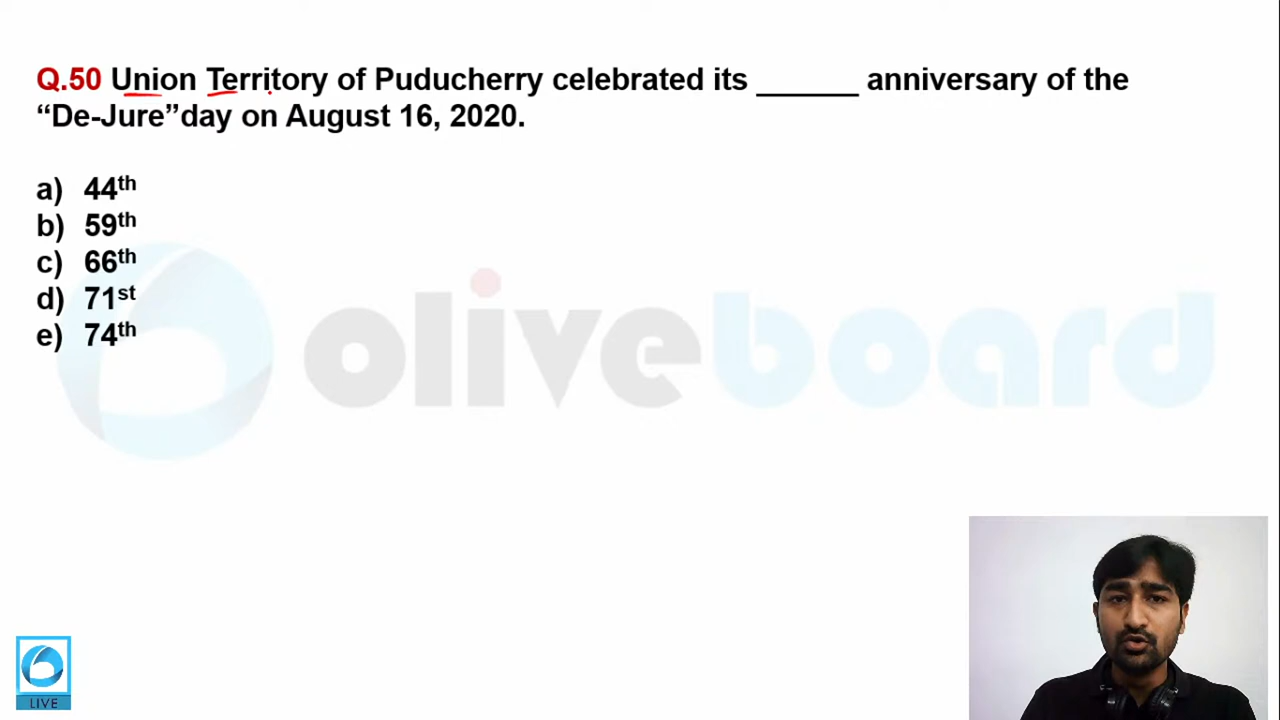 Q.50 Union Territory of Puducherry celebrated its ______ anniversary of the
“De-Jure”day on August 16, 2020.
a) 44th
b) 59th
c) 66th
d) 71st
e) 74th
oliveboard
LIVE